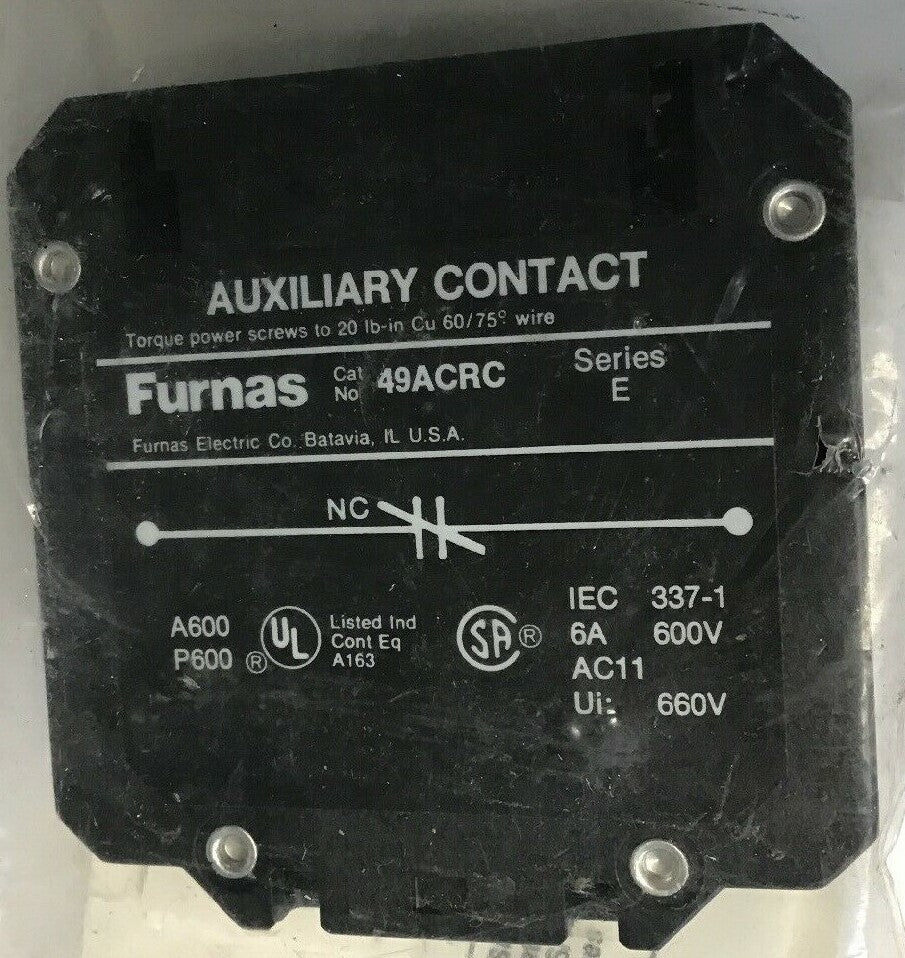 AUXILIARY CONTACT
Torque power screws to 20 lb-in Cu 60/75° wire
Furnas Cat No 49ACRC Series E
Furnas Electric Co. Batavia, IL U.S.A.
NC
A600
P600 ® UL Listed Ind
Cont Eq
A163
SA ®
IEC 337-1
6A 600V
AC11
Ui: 660V